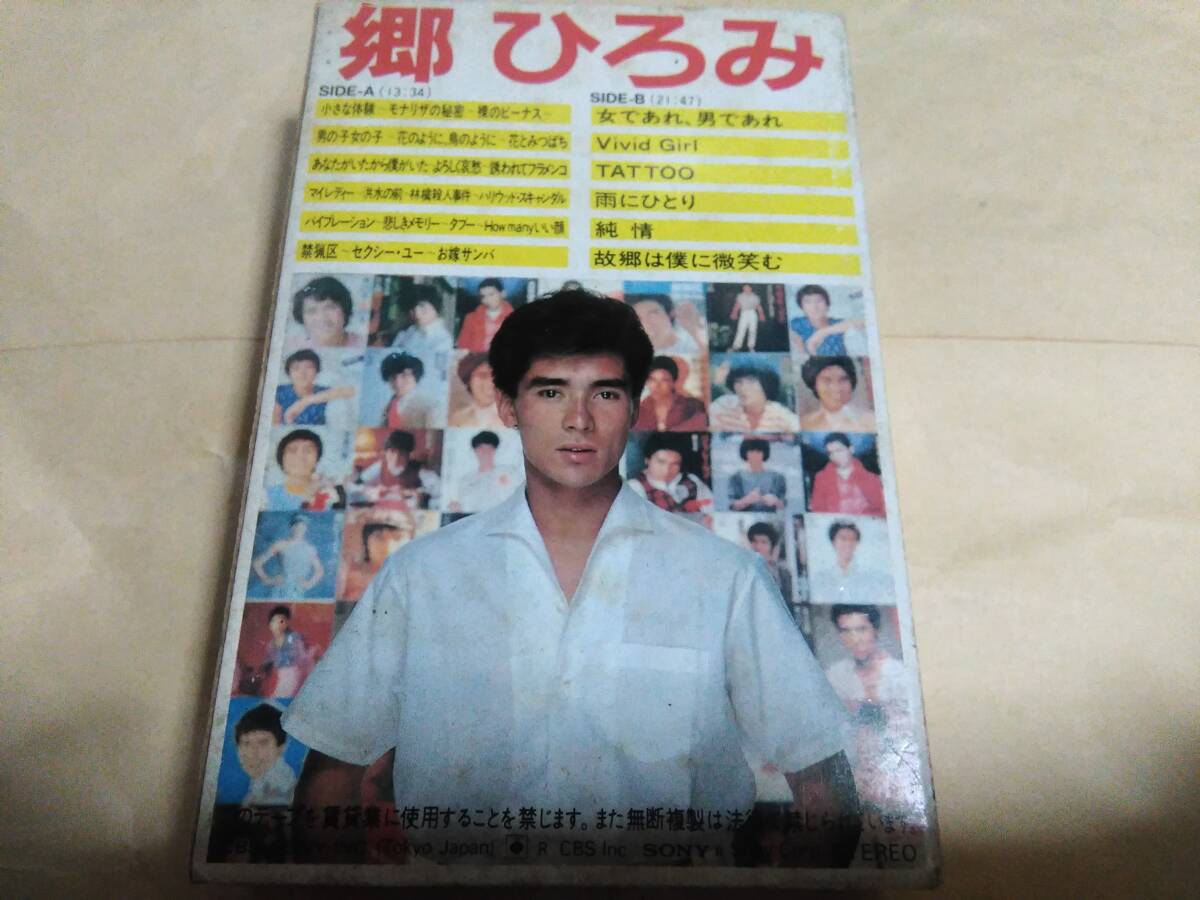 郷 ひろみ
SIDE-A (13:34)
小さな体験〜モナリザの秘密〜裸のビーナス〜
男の子女の子〜花のように、鳥のように〜花とみつばち
あなたがいたから僕がいた〜よろしく哀愁〜誘われてフラメンコ
マイレディー〜洪水の前〜林檎殺人事件〜ハリウッド・スキャンダル
バイブレーション〜悲しきメモリー〜タブー〜How manyいい顔
禁猟区〜セクシー・ユー〜お嫁サンバ
SIDE-B (21:47)
女であれ、男であれ
Vivid Girl
TATTOO
雨にひとり
純情
故郷は僕に微笑む
のテープを賃貸業に使用することを禁じます。また無断複製は法律で禁じられています。
(Tokyo Japan) R CBS Inc SONY Corp. STEREO